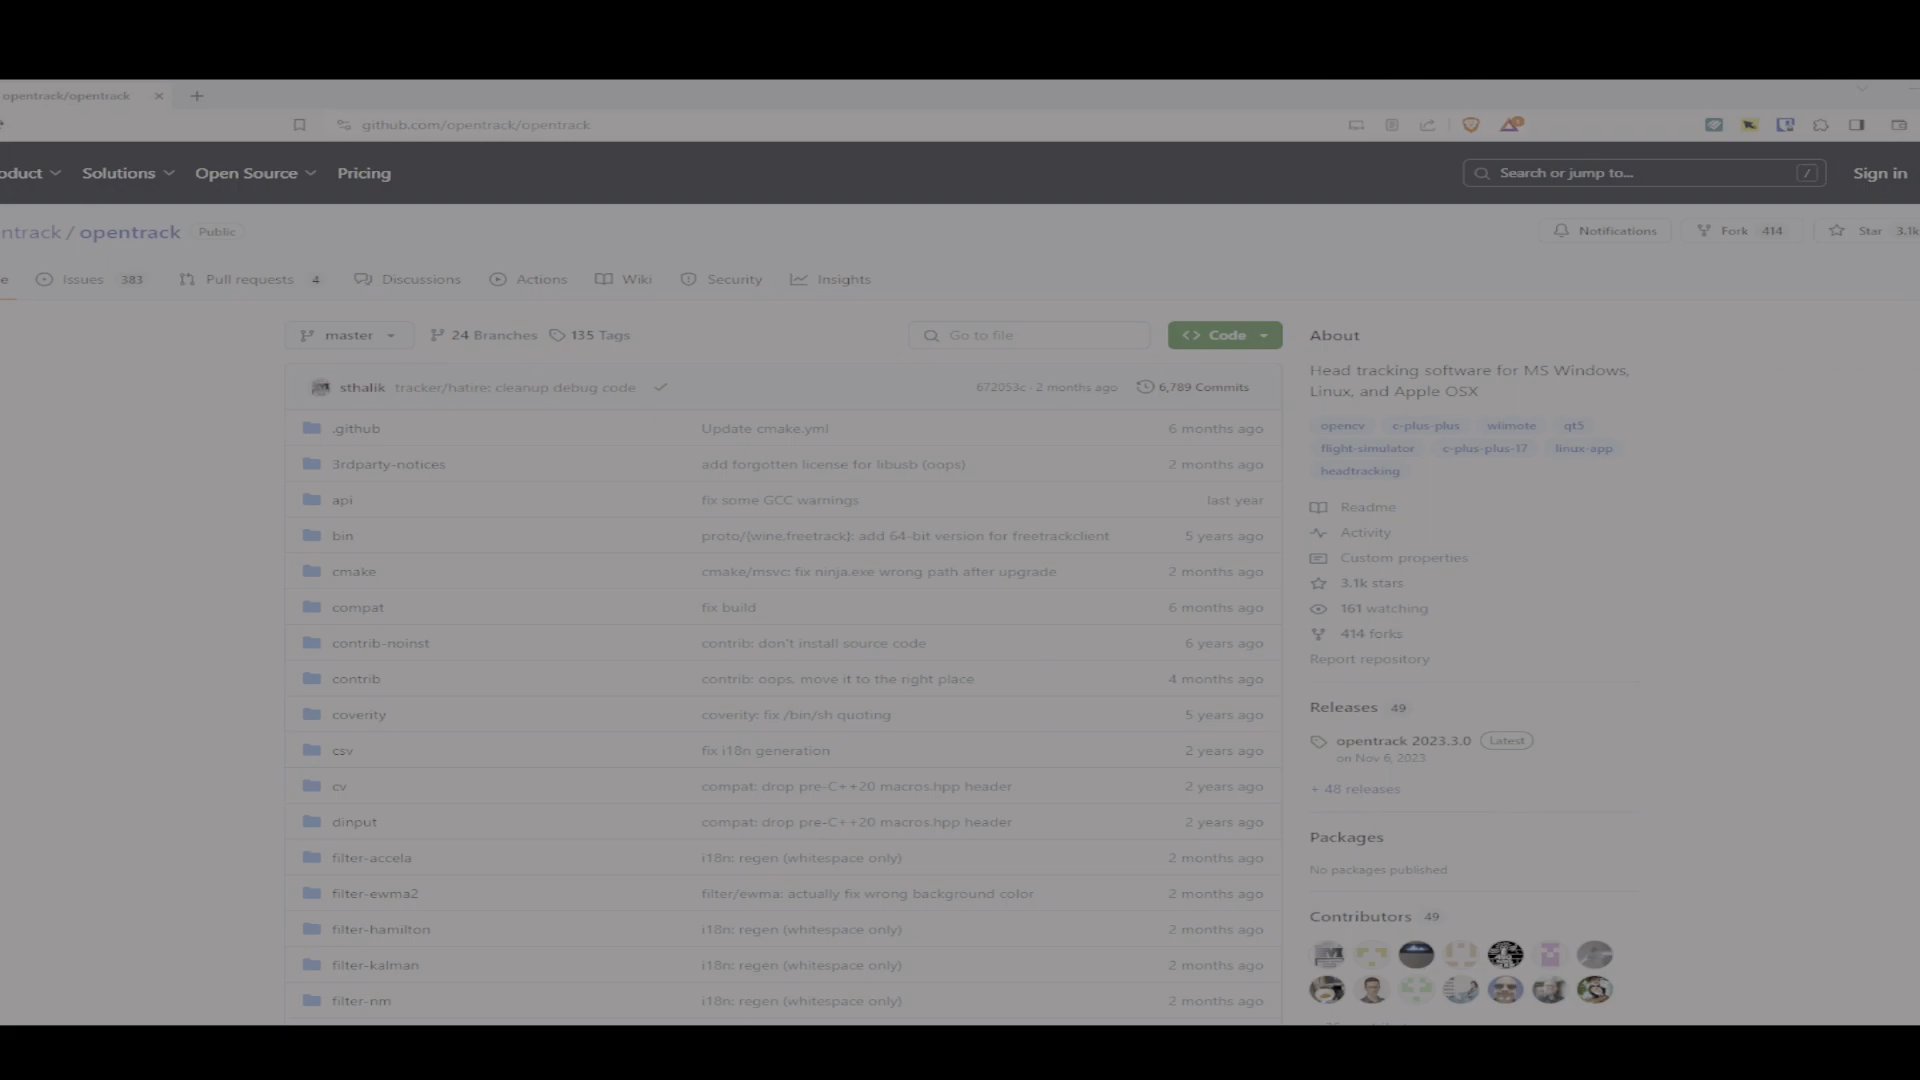 opentrack/opentrack
github.com/opentrack/opentrack
oduct Solutions Open Source Pricing Search or jump to... / Sign in
ntrack / opentrack Public Notifications Fork 414 Star 3.1k
e Issues 383 Pull requests 4 Discussions Actions Wiki Security Insights
master 24 Branches 135 Tags Go to file Code
sthalik tracker/hatire: cleanup debug code 672053c · 2 months ago 6,789 Commits
.github Update cmake.yml 6 months ago
3rdparty-notices add forgotten license for libusb (oops) 2 months ago
api fix some GCC warnings last year
bin proto/{wine,freetrack}: add 64-bit version for freetrackclient 5 years ago
cmake cmake/msvc: fix ninja.exe wrong path after upgrade 2 months ago
compat fix build 6 months ago
contrib-noinst contrib: don't install source code 6 years ago
contrib contrib: oops, move it to the right place 4 months ago
coverity coverity: fix /bin/sh quoting 5 years ago
csv fix i18n generation 2 years ago
cv compat: drop pre-C++20 macros.hpp header 2 years ago
dinput compat: drop pre-C++20 macros.hpp header 2 years ago
filter-accela i18n: regen (whitespace only) 2 months ago
filter-ewma2 filter/ewma: actually fix wrong background color 2 months ago
filter-hamilton i18n: regen (whitespace only) 2 months ago
filter-kalman i18n: regen (whitespace only) 2 months ago
filter-nm i18n: regen (whitespace only) 2 months ago
About
Head tracking software for MS Windows,
Linux, and Apple OSX
opencv c-plus-plus wiimote qt5
flight-simulator c-plus-plus-17 linux-app
headtracking
Readme
Activity
Custom properties
3.1k stars
161 watching
414 forks
Report repository
Releases 49
opentrack 2023.3.0 Latest
on Nov 6, 2023
+ 48 releases
Packages
No packages published
Contributors 49